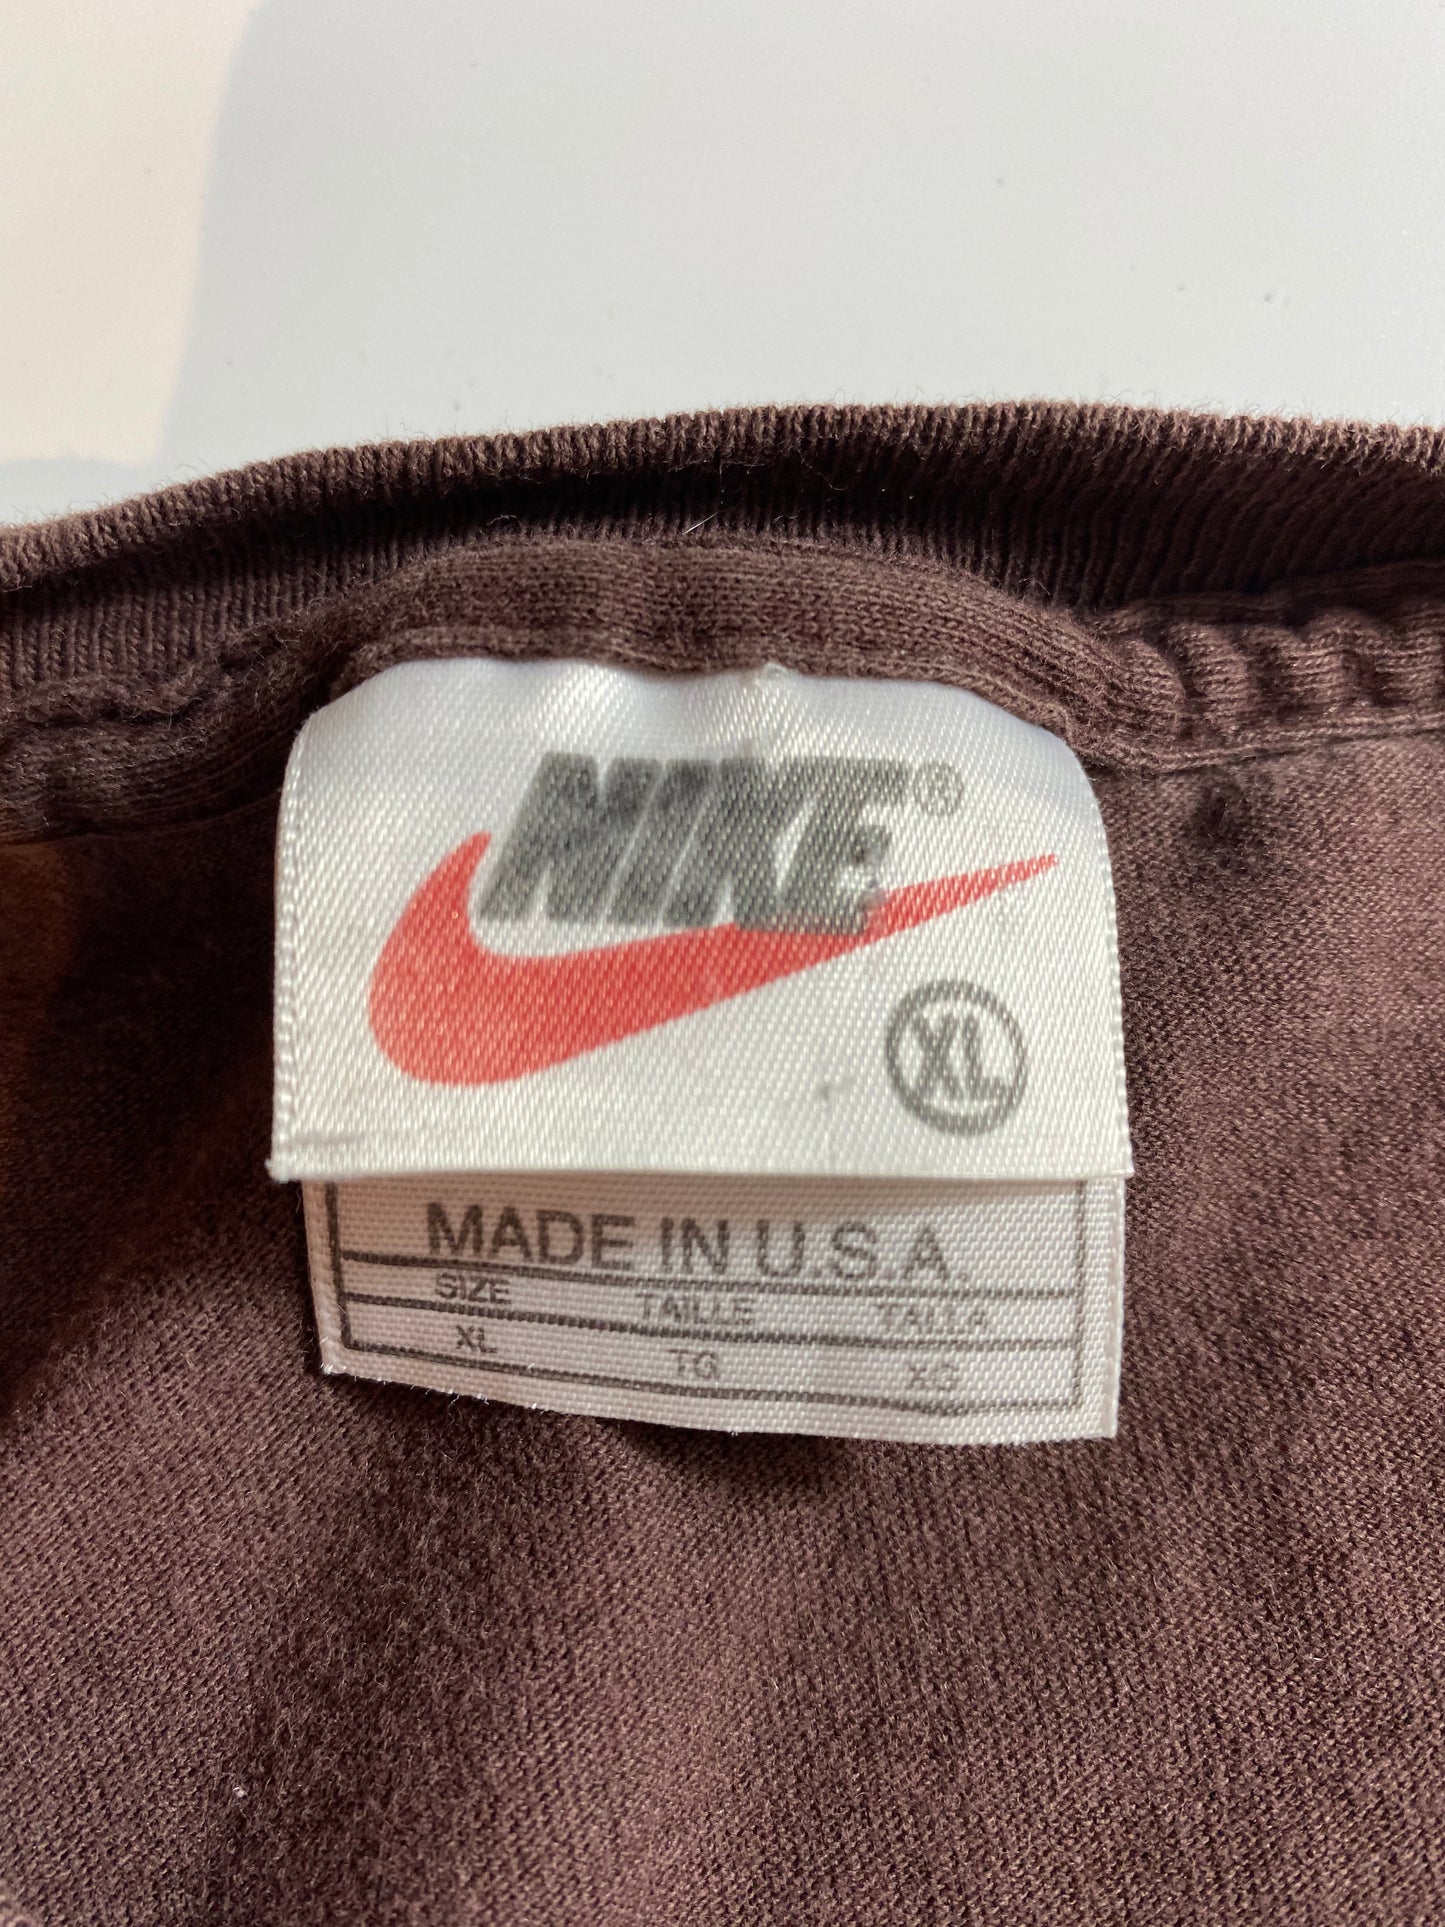 NIKE®
XL
MADE IN U.S.A.
SIZE TAILLE TALLA
XL TG XG